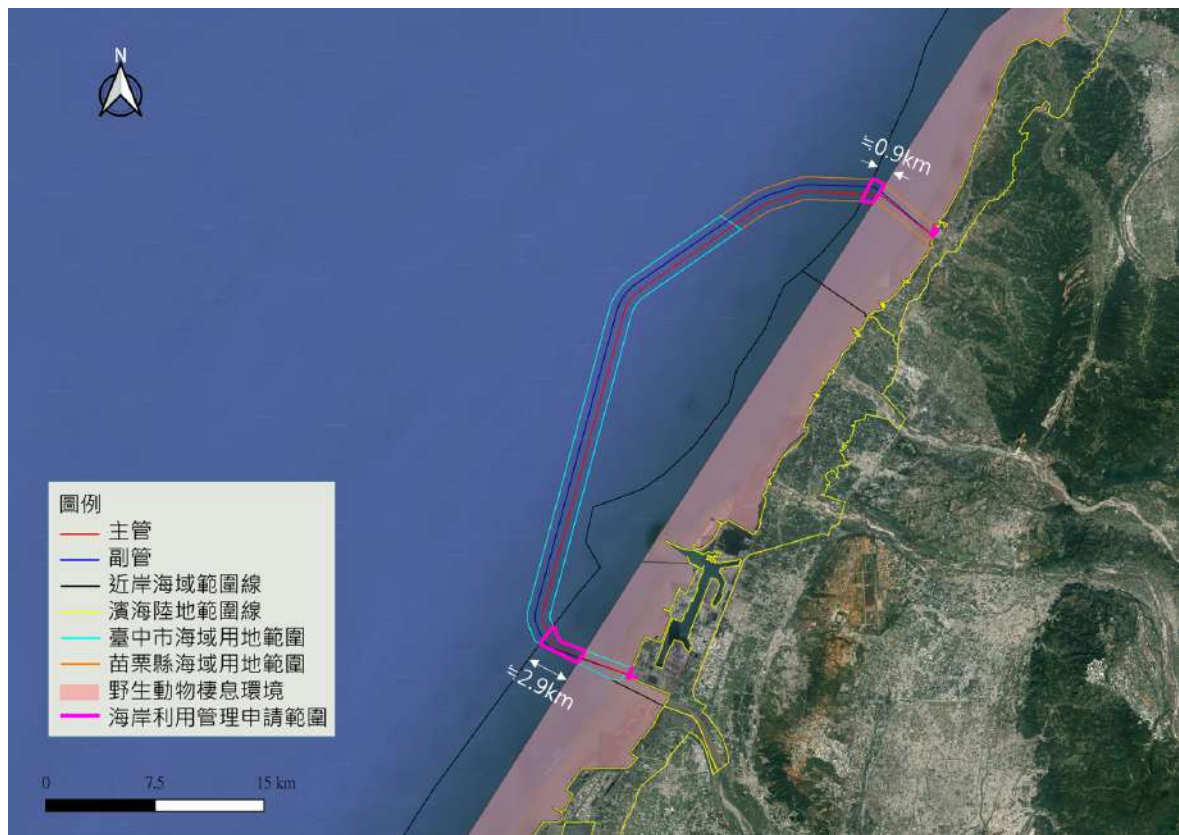 N
≒0.9km
≒2.9km
圖例
主管
副管
近岸海域範圍線
濱海陸地範圍線
臺中市海域用地範圍
苗栗縣海域用地範圍
野生動物棲息環境
海岸利用管理申請範圍
0 7.5 15 km